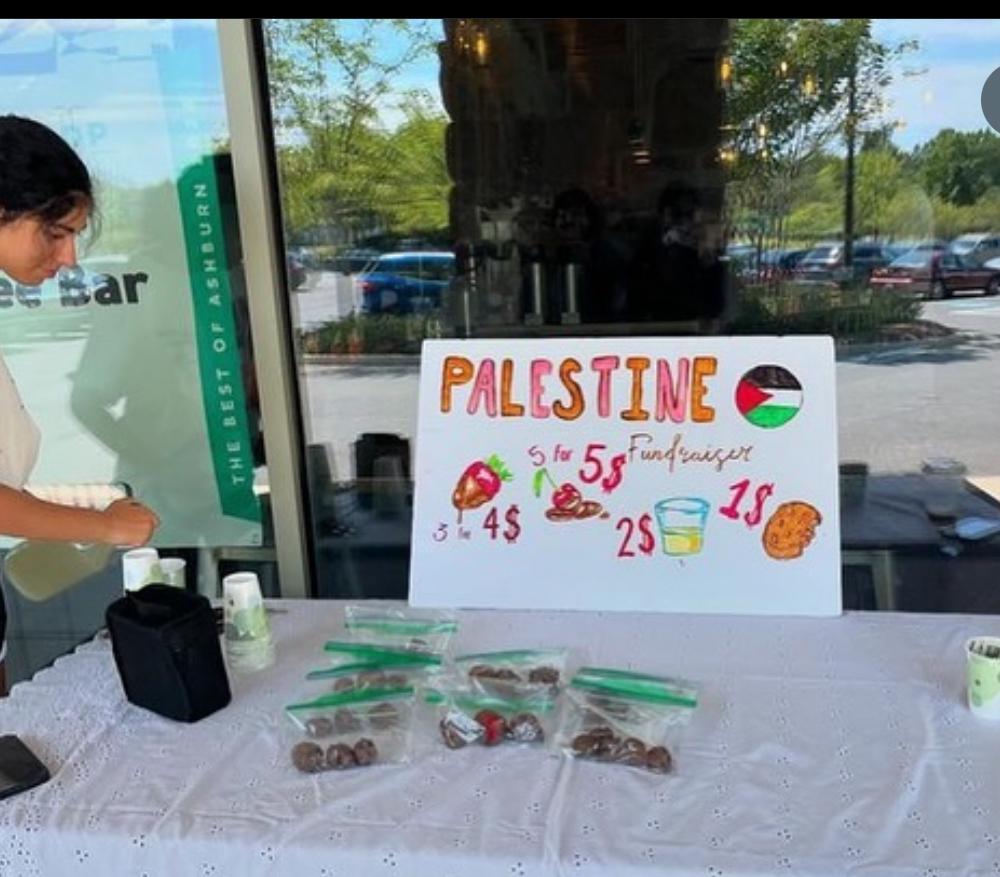 ee Bar
THE BEST OF ASHBURN
PALESTINE
Fundraiser
5 for 5$
3 for 4$
2$
1$